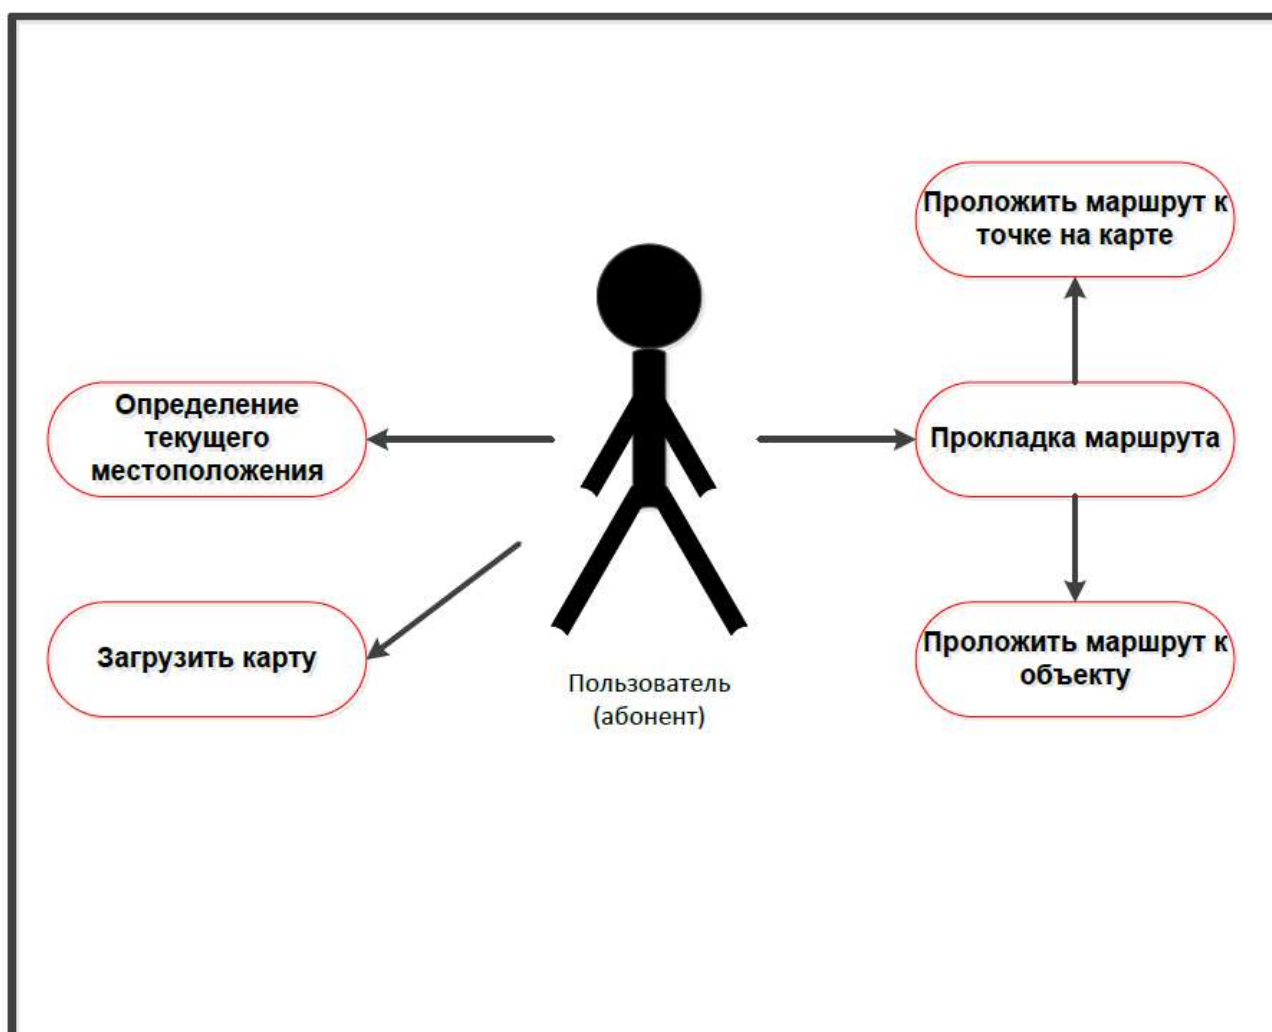 Проложить маршрут к
точке на карте
Определение
текущего
местоположения
Прокладка маршрута
Загрузить карту
Проложить маршрут к
объекту
Пользователь
(абонент)